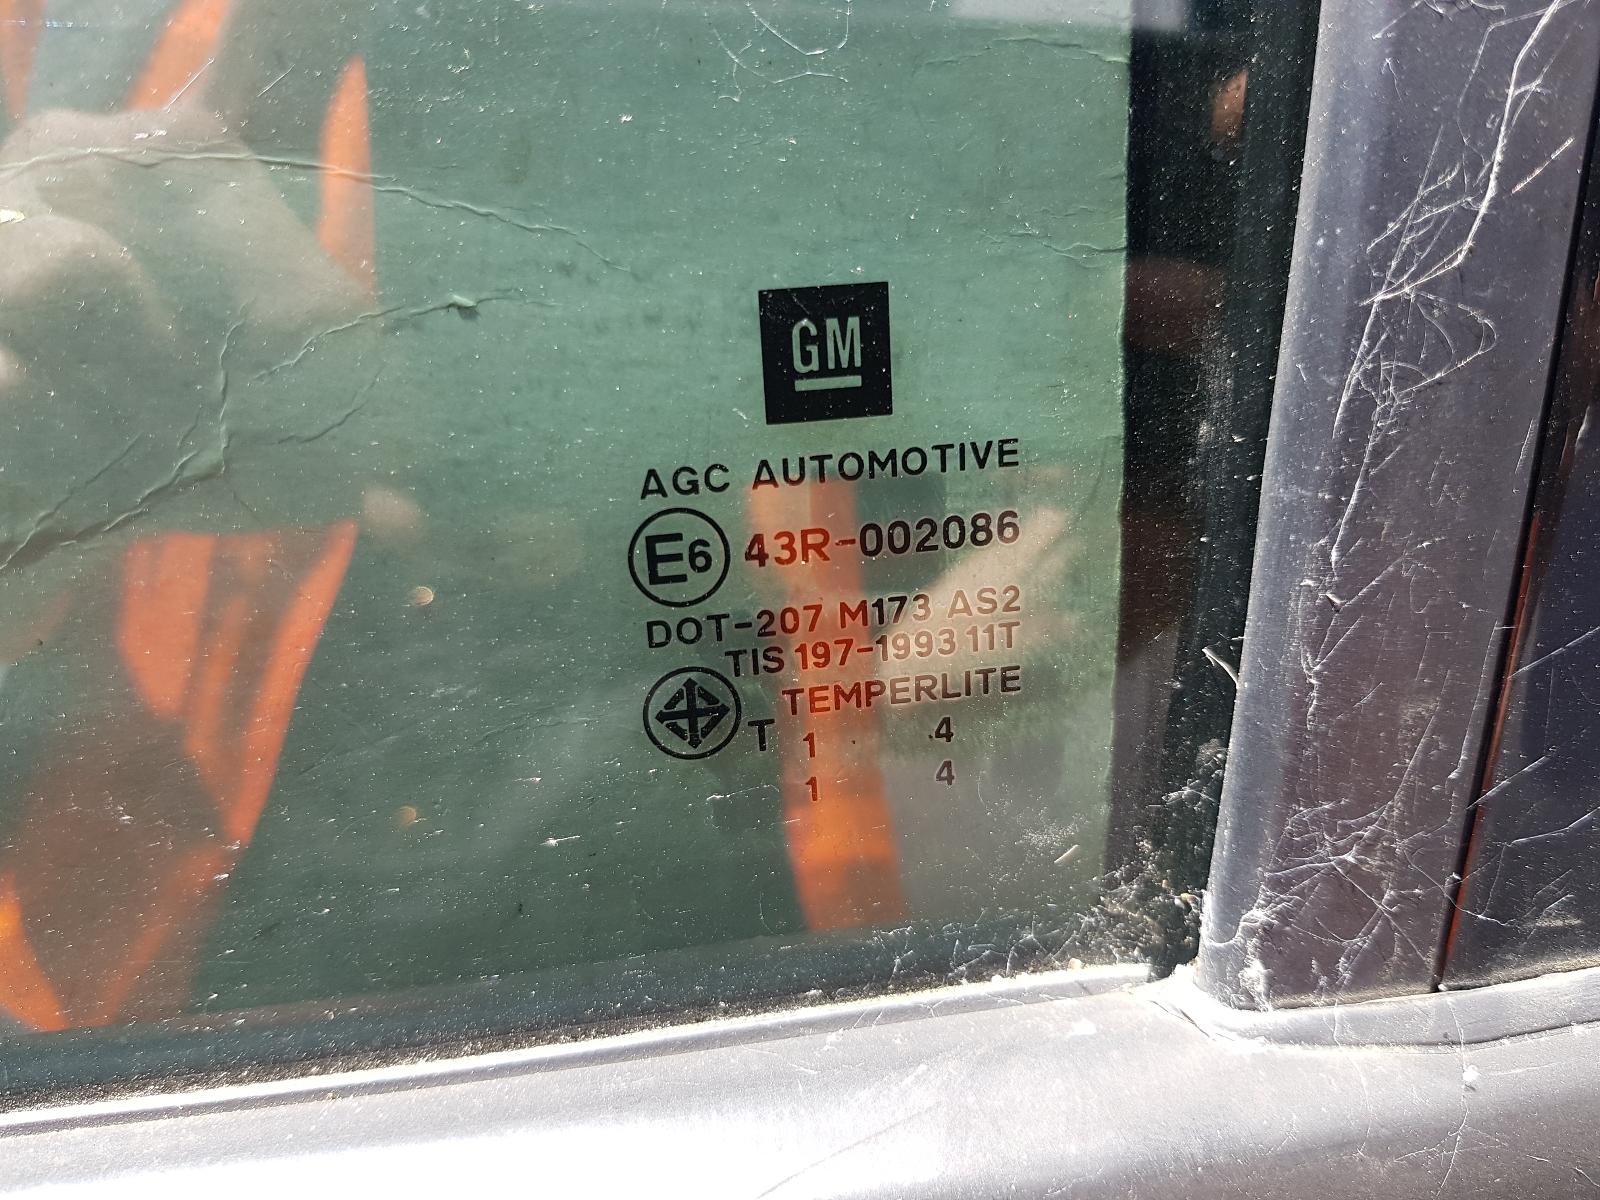 GM
AGC AUTOMOTIVE
E6 43R-002086
DOT-207 M173 AS2
TIS 197-1993 11T
TEMPERLITE
T 1 . .4
1 4